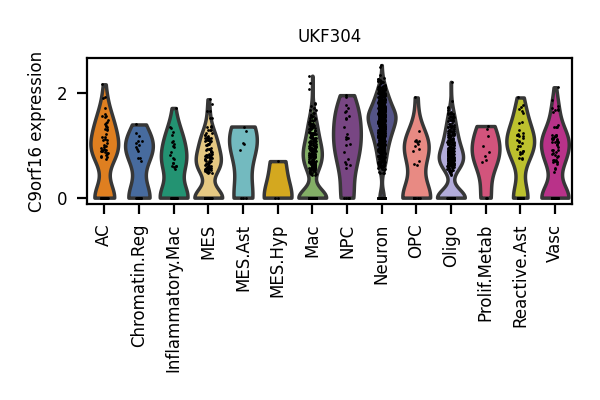 UKF304
C9orf16 expression
2
0
AC
Chromatin.Reg
Inflammatory.Mac
MES
MES.Ast
MES.Hyp
Mac
NPC
Neuron
OPC
Oligo
Prolif.Metab
Reactive.Ast
Vasc